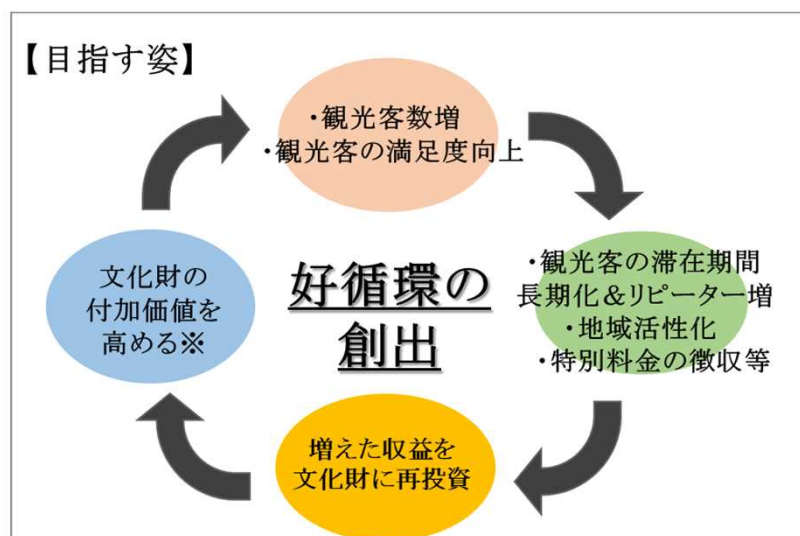 【目指す姿】
・観光客数増
・観光客の満足度向上
・観光客の滞在期間
長期化＆リピーター増
・地域活性化
・特別料金の徴収等
増えた収益を
文化財に再投資
文化財の
付加価値を
高める※
好循環の
創出